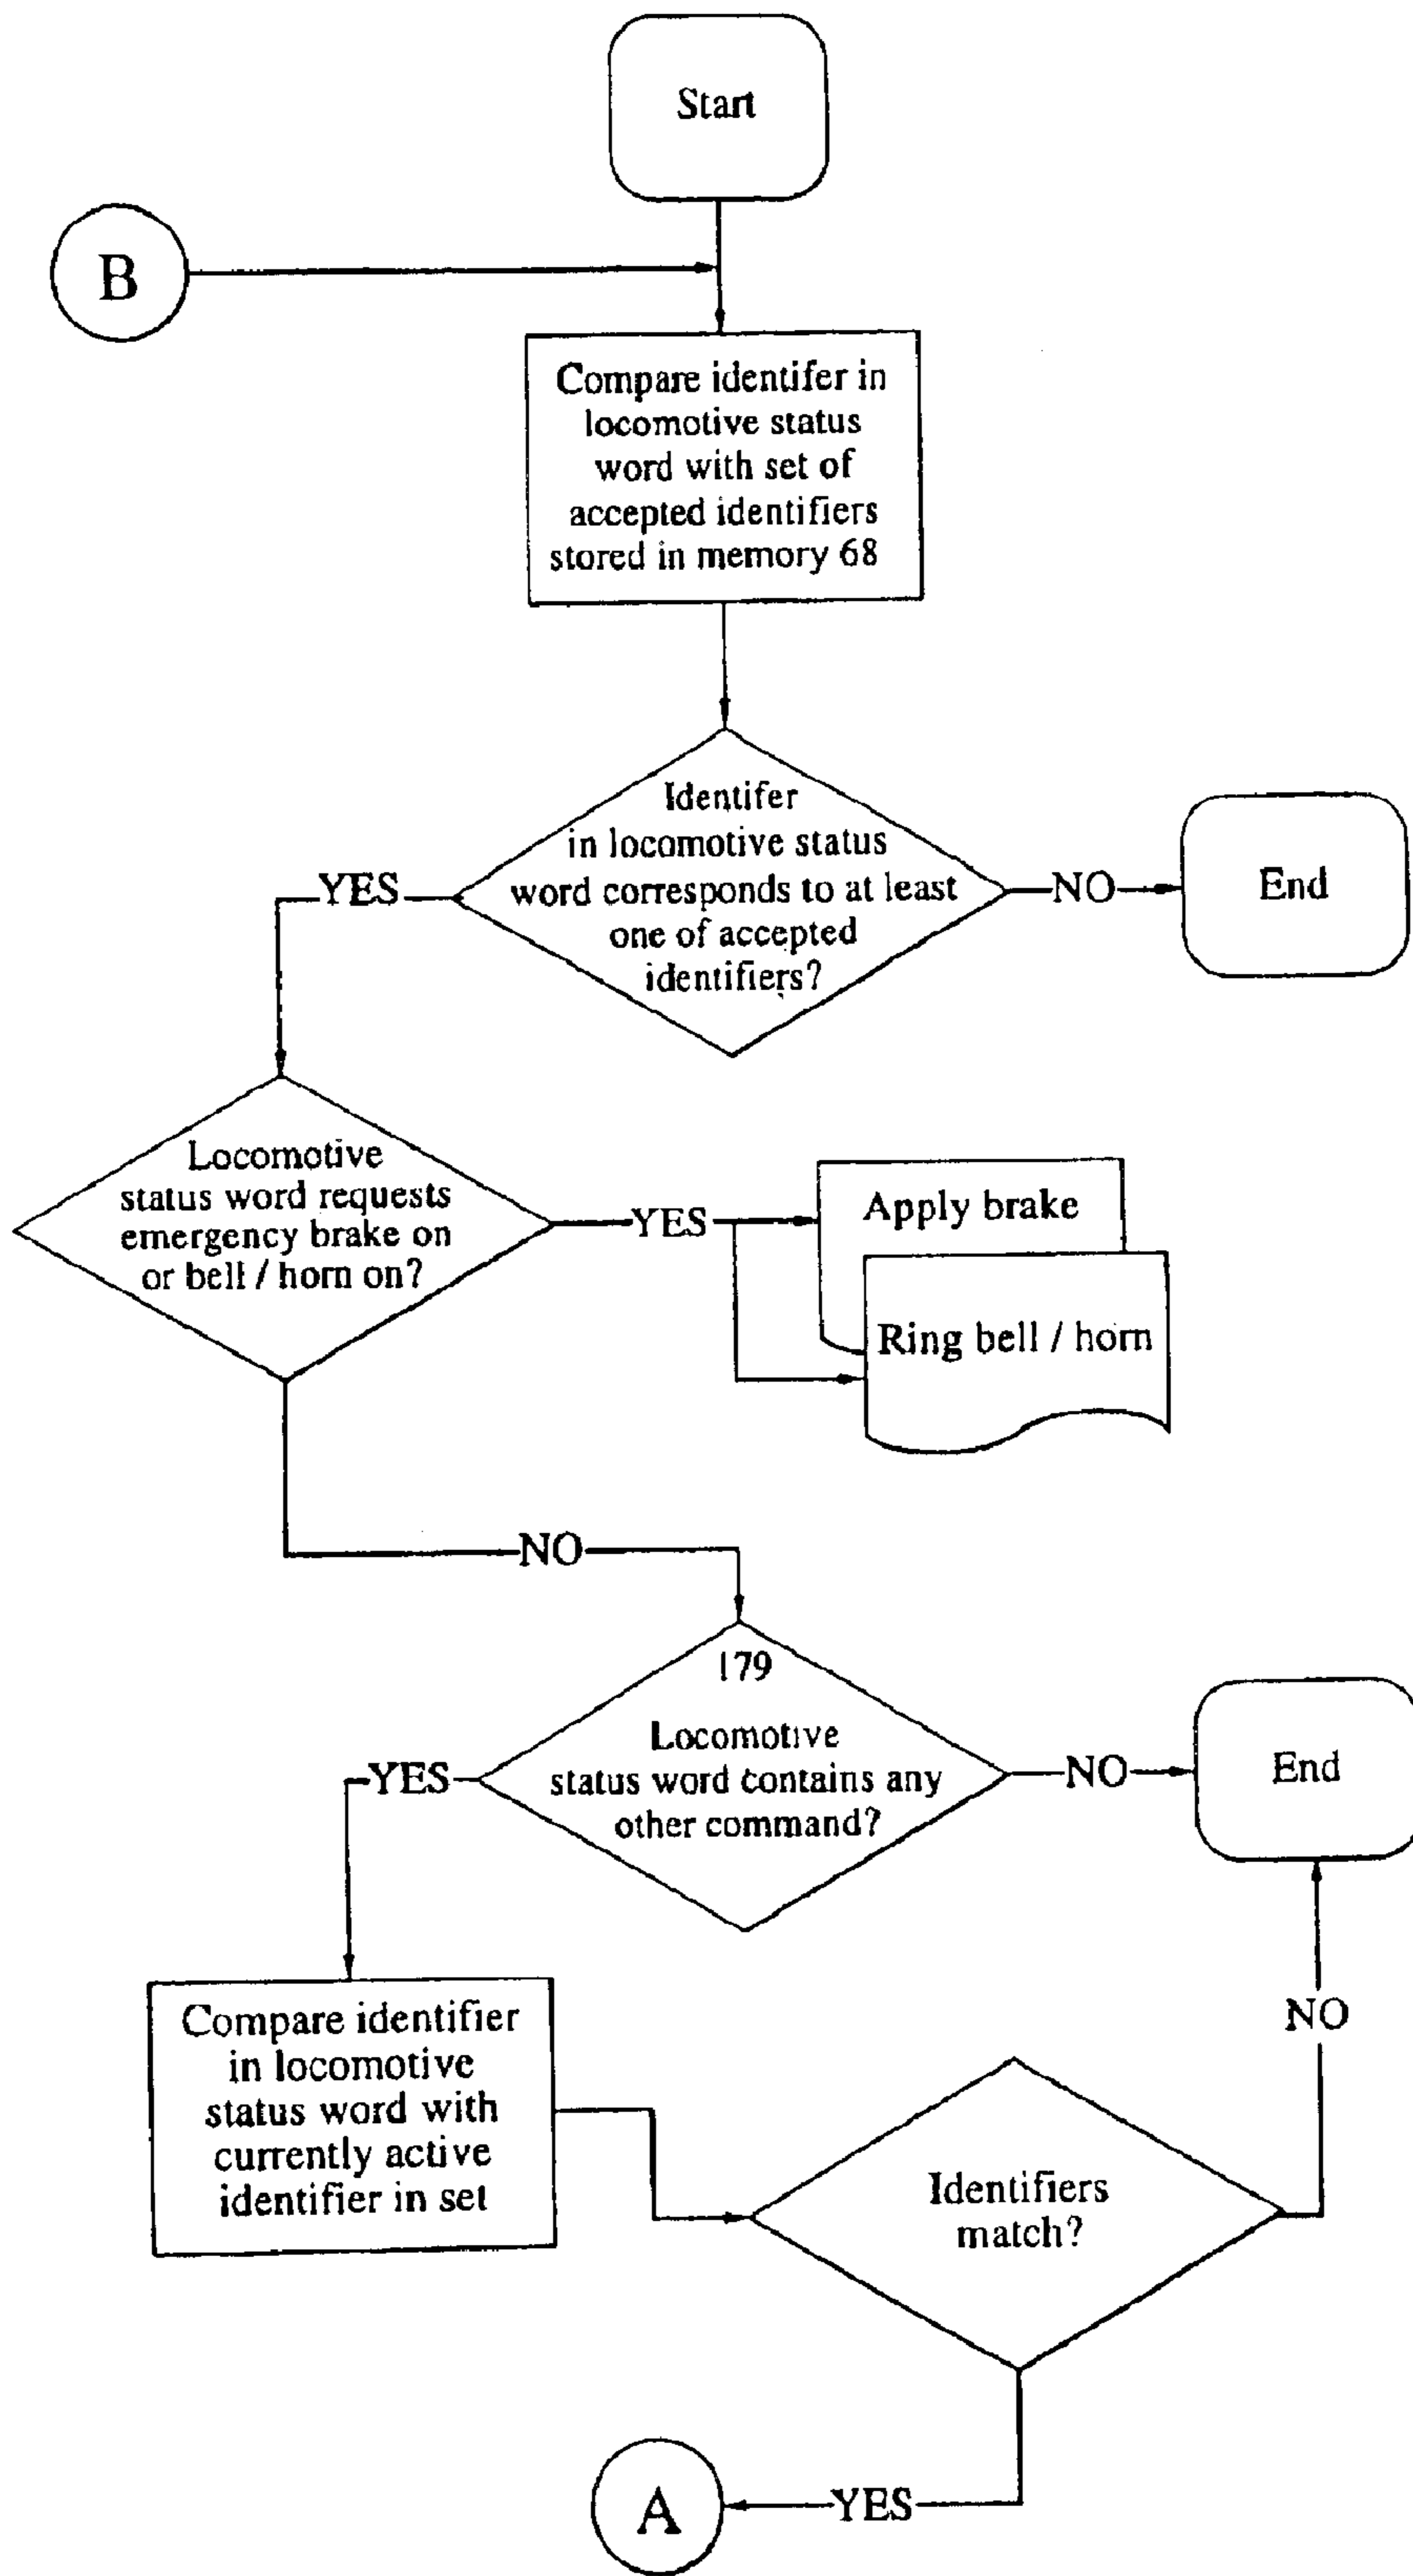 Start
B
Compare identifer in
locomotive status
word with set of
accepted identifiers
stored in memory 68
Identifer
in locomotive status
word corresponds to at least
one of accepted
identifiers?
YES
NO
End
Locomotive
status word requests
emergency brake on
or bell / horn on?
YES
Apply brake
Ring bell / horn
NO
179
Locomotive
status word contains any
other command?
YES
NO
End
Compare identifier
in locomotive
status word with
currently active
identifier in set
Identifiers
match?
NO
YES
A